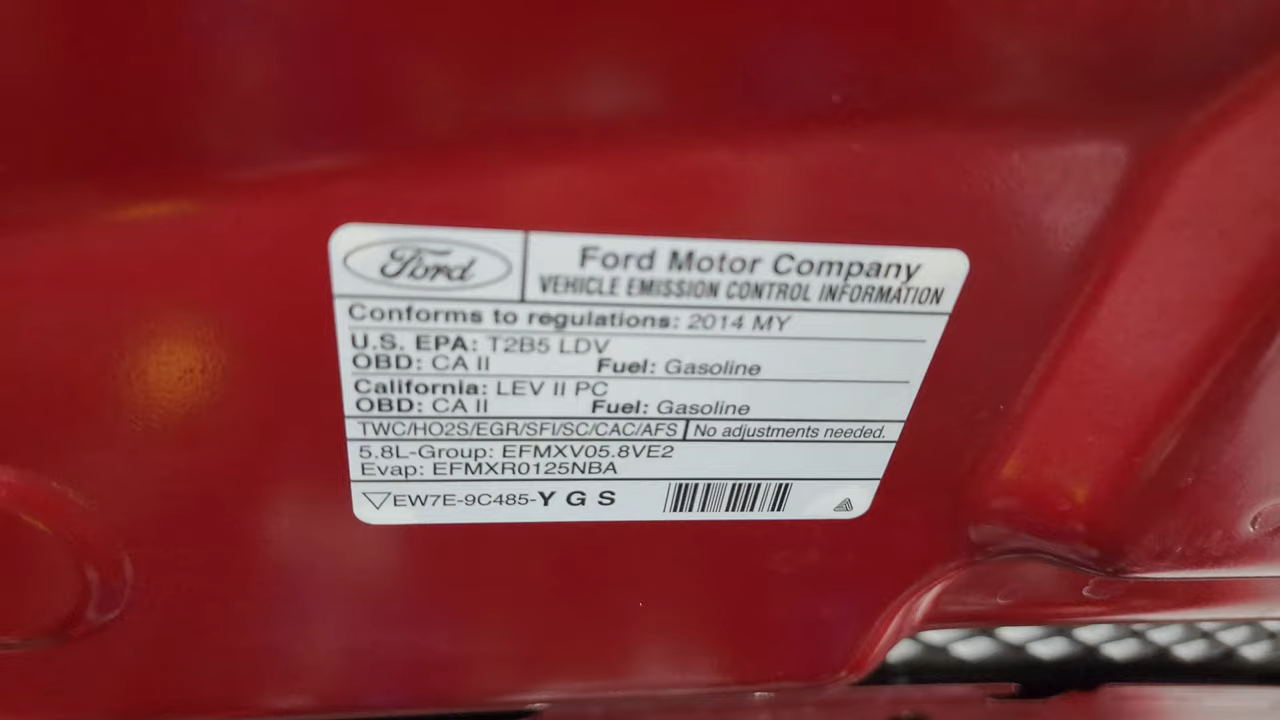 Ford
Ford Motor Company
VEHICLE EMISSION CONTROL INFORMATION
Conforms to regulations: 2014 MY
U.S. EPA: T2B5 LDV
OBD: CA II Fuel: Gasoline
California: LEV II PC
OBD: CA II Fuel: Gasoline
TWC/HO2S/EGR/SFI/SC/CAC/AFS No adjustments needed.
5.8L-Group: EFMXV05.8VE2
Evap: EFMXR0125NBA
EW7E-9C485-Y G S